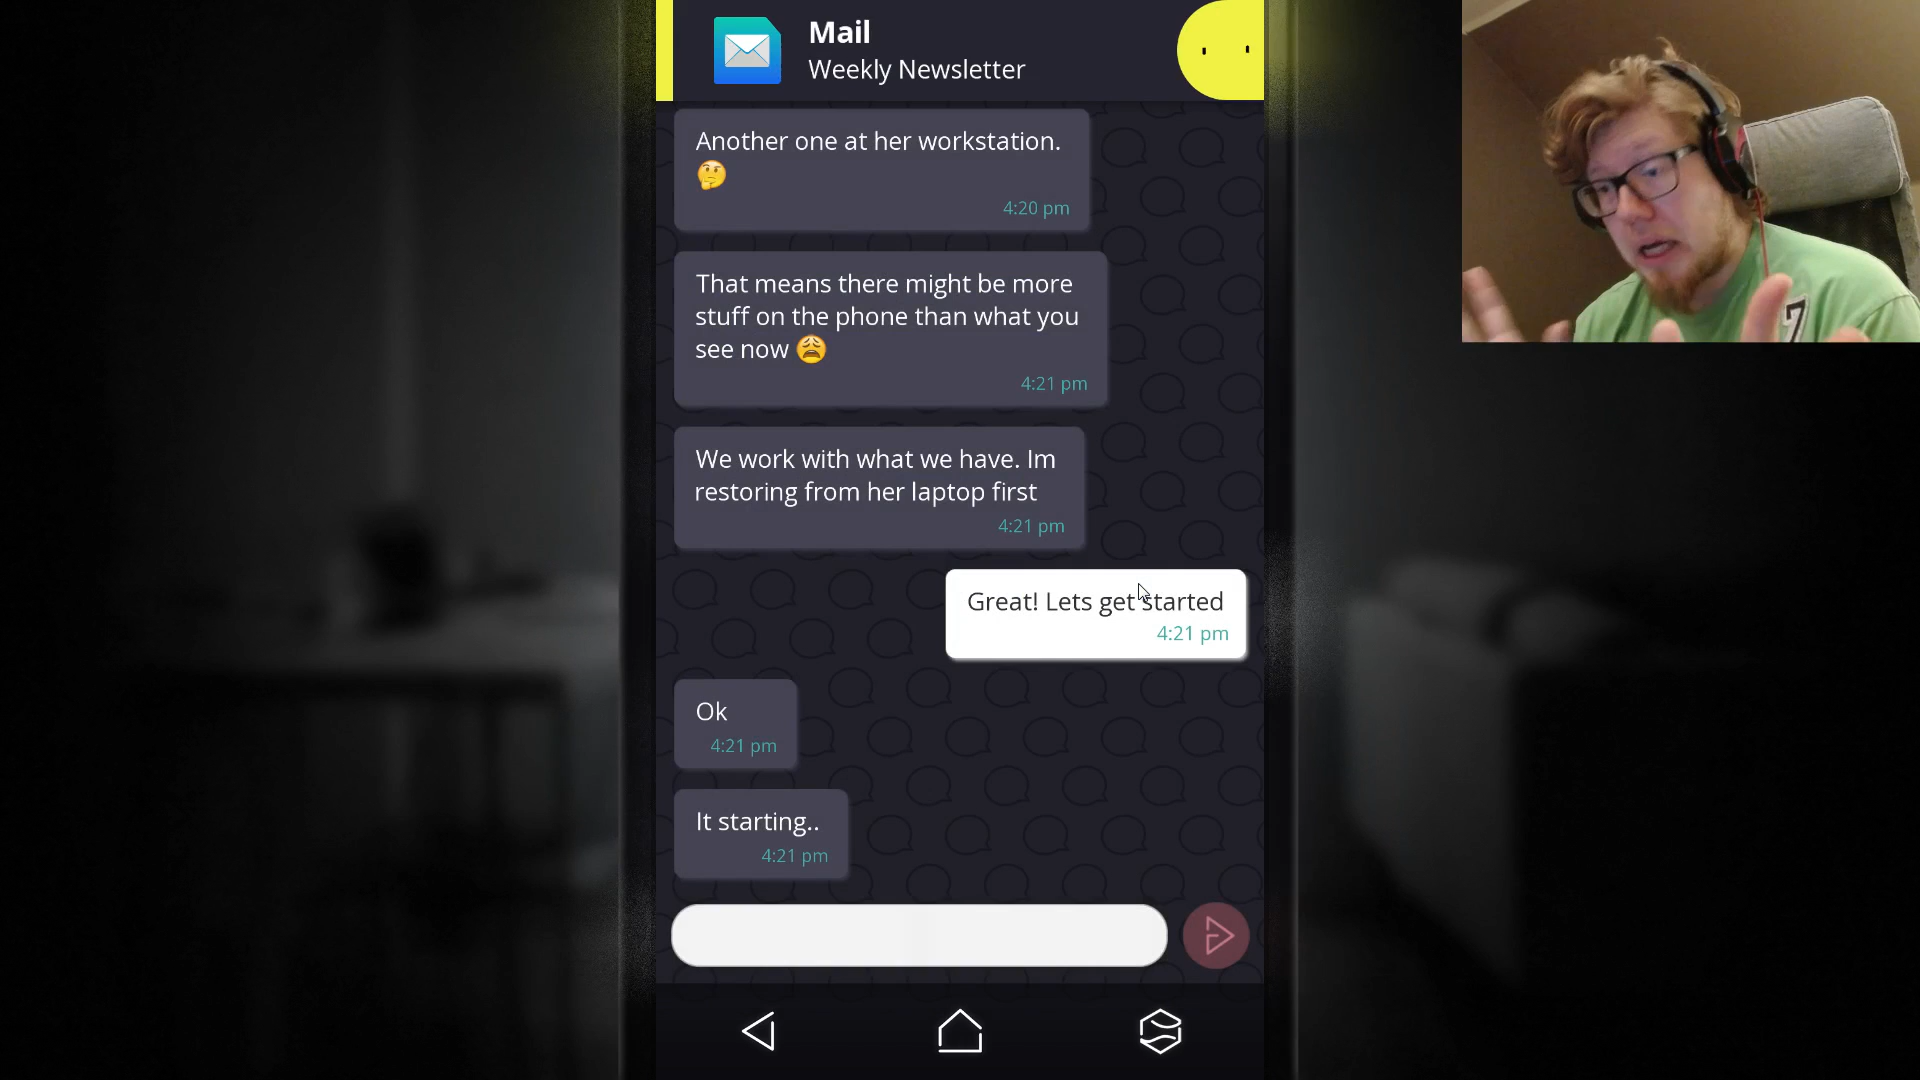 Mail
Weekly Newsletter
Another one at her workstation.
🤔
4:20 pm
That means there might be more
stuff on the phone than what you
see now 😩
4:21 pm
We work with what we have. Im
restoring from her laptop first
4:21 pm
Great! Lets get started
4:21 pm
Ok
4:21 pm
It starting..
4:21 pm
7